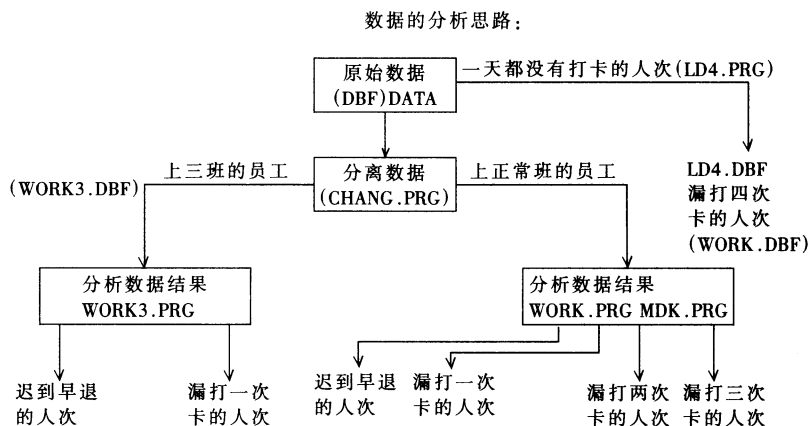 数据的分析思路:
原始数据
(DBF)DATA
一天都没有打卡的人次(LD4.PRG)
LD4.DBF
漏打四次
卡的人次
(WORK.DBF)
(WORK3.DBF)
上三班的员工
分离数据
(CHANG.PRG)
上正常班的员工
分析数据结果
WORK3.PRG
分析数据结果
WORK.PRG MDK.PRG
迟到早退
的人次
漏打一次
卡的人次
迟到早退
的人次
漏打一次
卡的人次
漏打两次
卡的人次
漏打三次
卡的人次